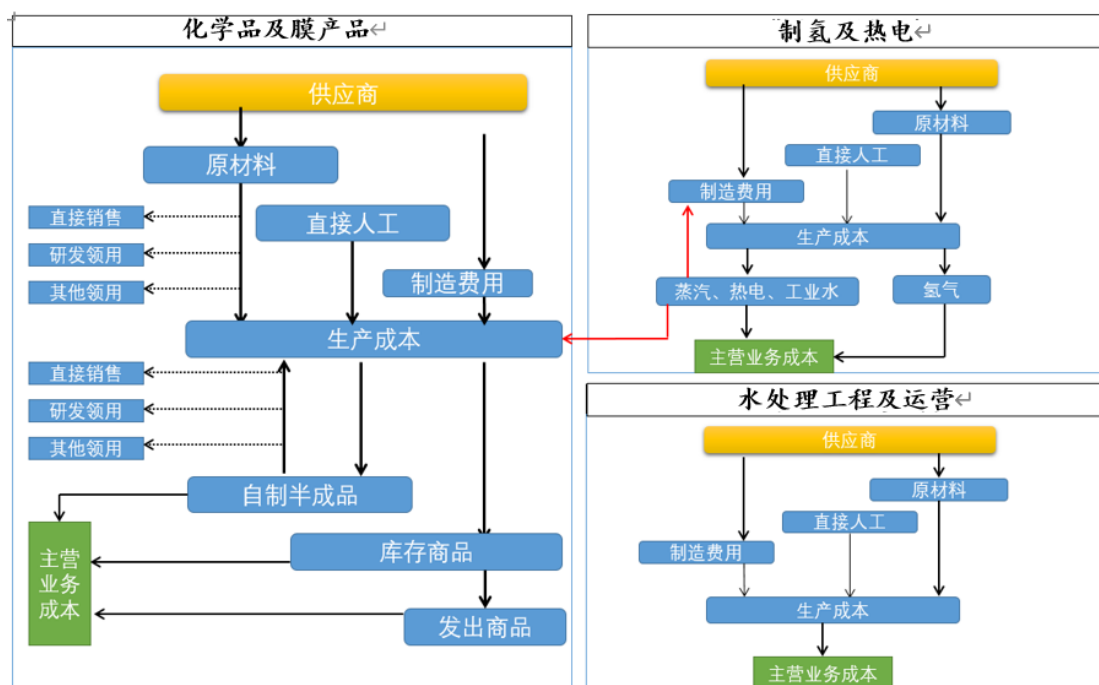 化学品及膜产品
供应商
原材料
直接销售
直接人工
研发领用
制造费用
其他领用
生产成本
直接销售
研发领用
其他领用
自制半成品
主营
业务
成本
库存商品
发出商品
制氢及热电
供应商
原材料
直接人工
制造费用
生产成本
蒸汽、热电、工业水
氢气
主营业务成本
水处理工程及运营
供应商
原材料
直接人工
制造费用
生产成本
主营业务成本